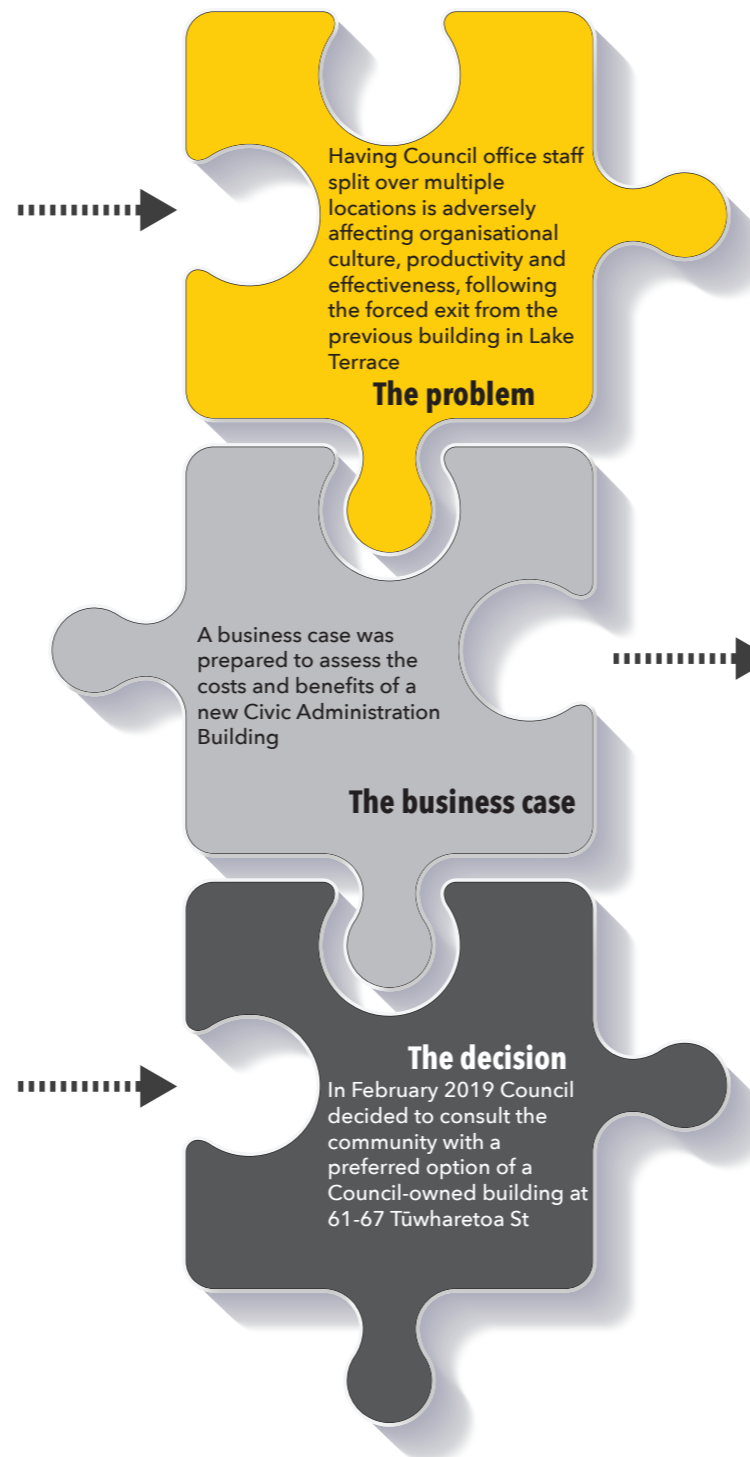 Having Council office staff
split over multiple
locations is adversely
affecting organisational
culture, productivity and
effectiveness, following
the forced exit from the
previous building in Lake
Terrace
The problem
A business case was
prepared to assess the
costs and benefits of a
new Civic Administration
Building
The business case
The decision
In February 2019 Council
decided to consult the
community with a
preferred option of a
Council-owned building at
61-67 Tūwharetoa St